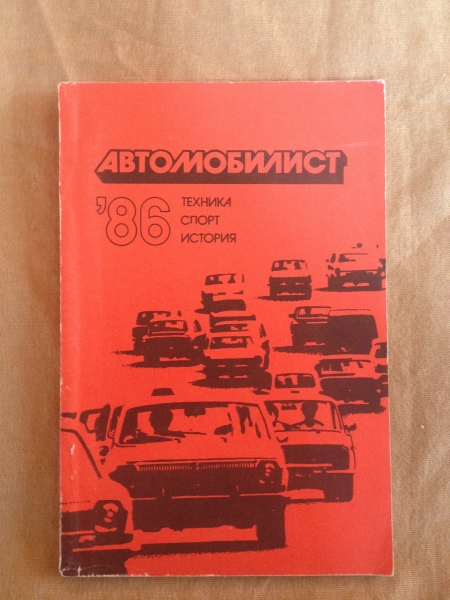 АВТОМОБИЛИСТ
'86
ТЕХНИКА
СПОРТ
ИСТОРИЯ